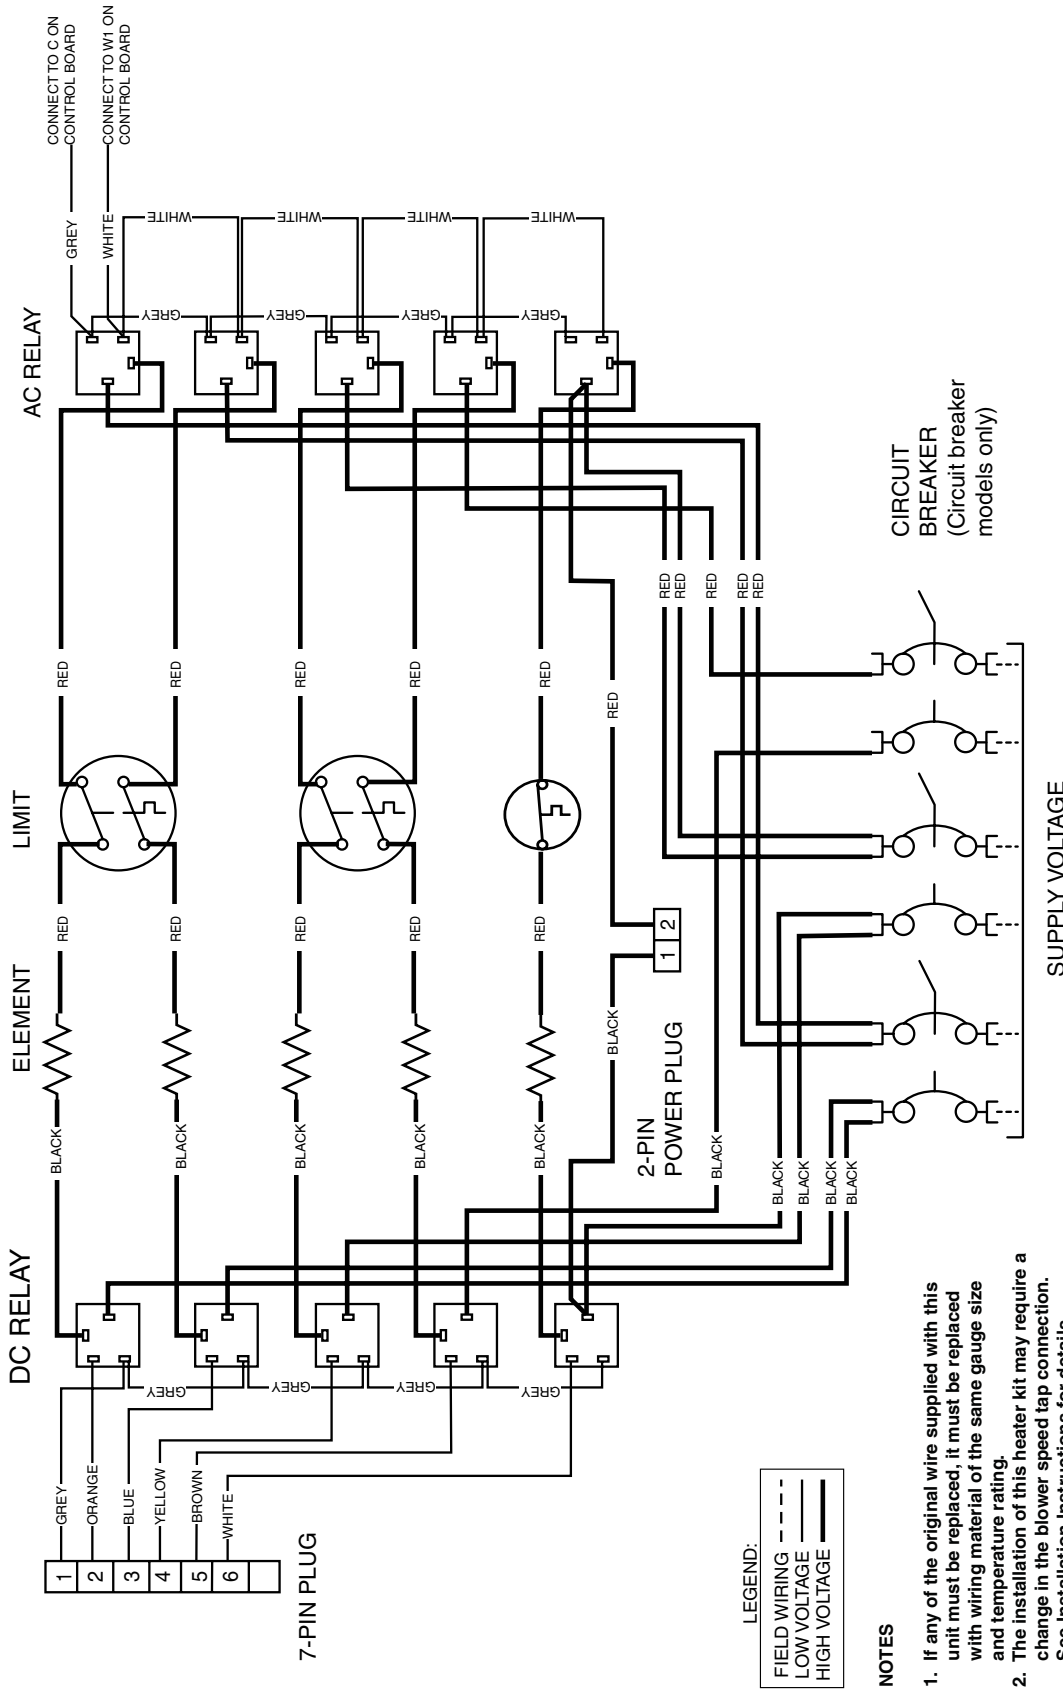 DC RELAY
ELEMENT
LIMIT
AC RELAY
CONNECT TO C ON
CONTROL BOARD
CONNECT TO W1 ON
CONTROL BOARD
GREY
WHITE
BLACK
RED
RED
BLACK
RED
RED
BLACK
RED
RED
BLACK
RED
RED
BLACK
RED
RED
GREY
GREY
GREY
GREY
WHITE
WHITE
WHITE
WHITE
GREY
GREY
GREY
GREY
1 GREY
2 ORANGE
3 BLUE
4 YELLOW
5 BROWN
6 WHITE
7-PIN PLUG
BLACK
RED
1 2
2-PIN
POWER PLUG
RED
RED
RED
RED
RED
BLACK
BLACK
BLACK
BLACK
BLACK
CIRCUIT
BREAKER
(Circuit breaker
models only)
SUPPLY VOLTAGE
LEGEND:
FIELD WIRING
LOW VOLTAGE
HIGH VOLTAGE
NOTES
1. If any of the original wire supplied with this
unit must be replaced, it must be replaced
with wiring material of the same gauge size
and temperature rating.
2. The installation of this heater kit may require a
change in the blower speed tap connection.
See Installation Instructions for details